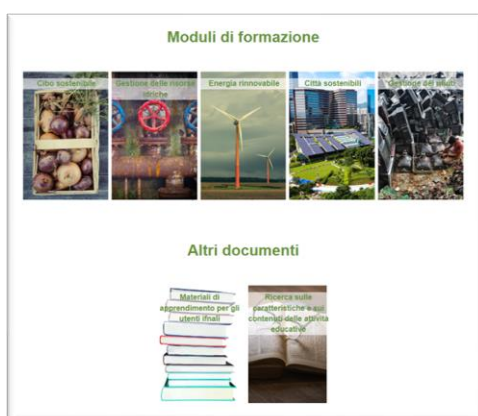 Moduli di formazione
Cibo sostenibile
Gestione delle risorse
idriche
Energia rinnovabile
Città sostenibili
Gestione dei rifiuti
Altri documenti
Materiali di
apprendimento per gli
utenti ifnali
Ricerca sulle
caratteristiche e sui
contenuti delle attività
educative